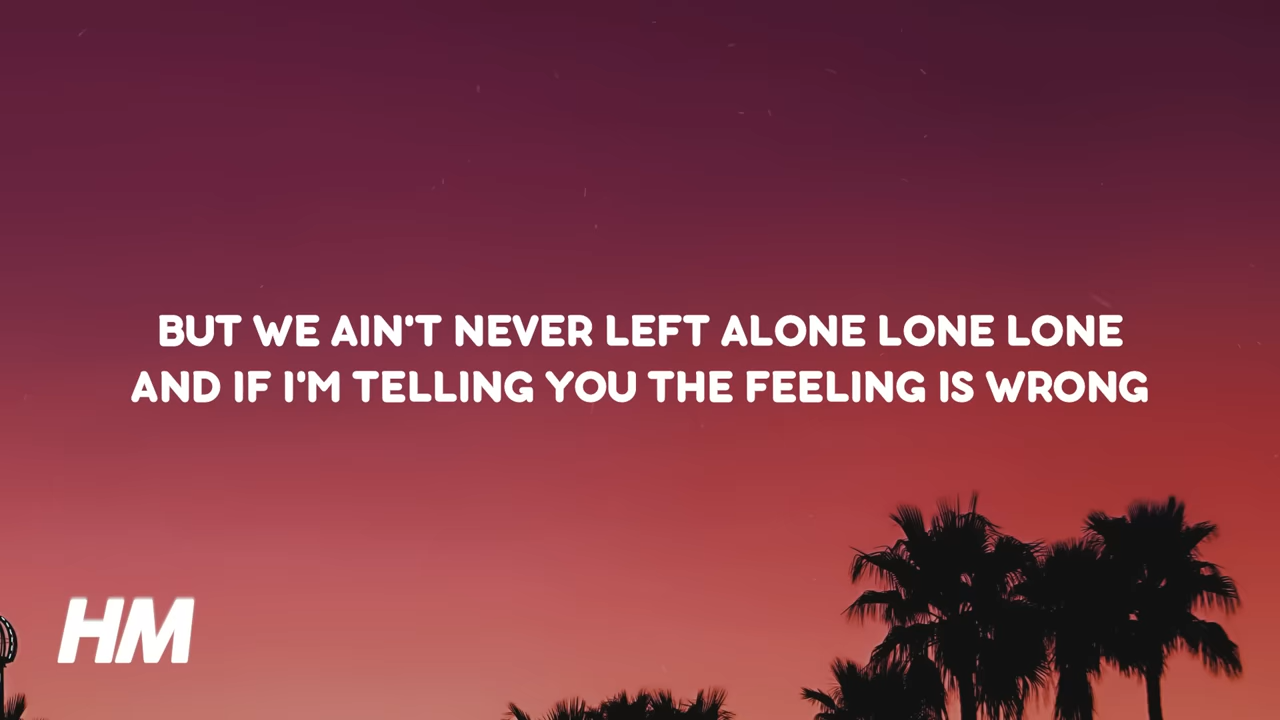 BUT WE AIN'T NEVER LEFT ALONE LONE LONE
AND IF I'M TELLING YOU THE FEELING IS WRONG
HM